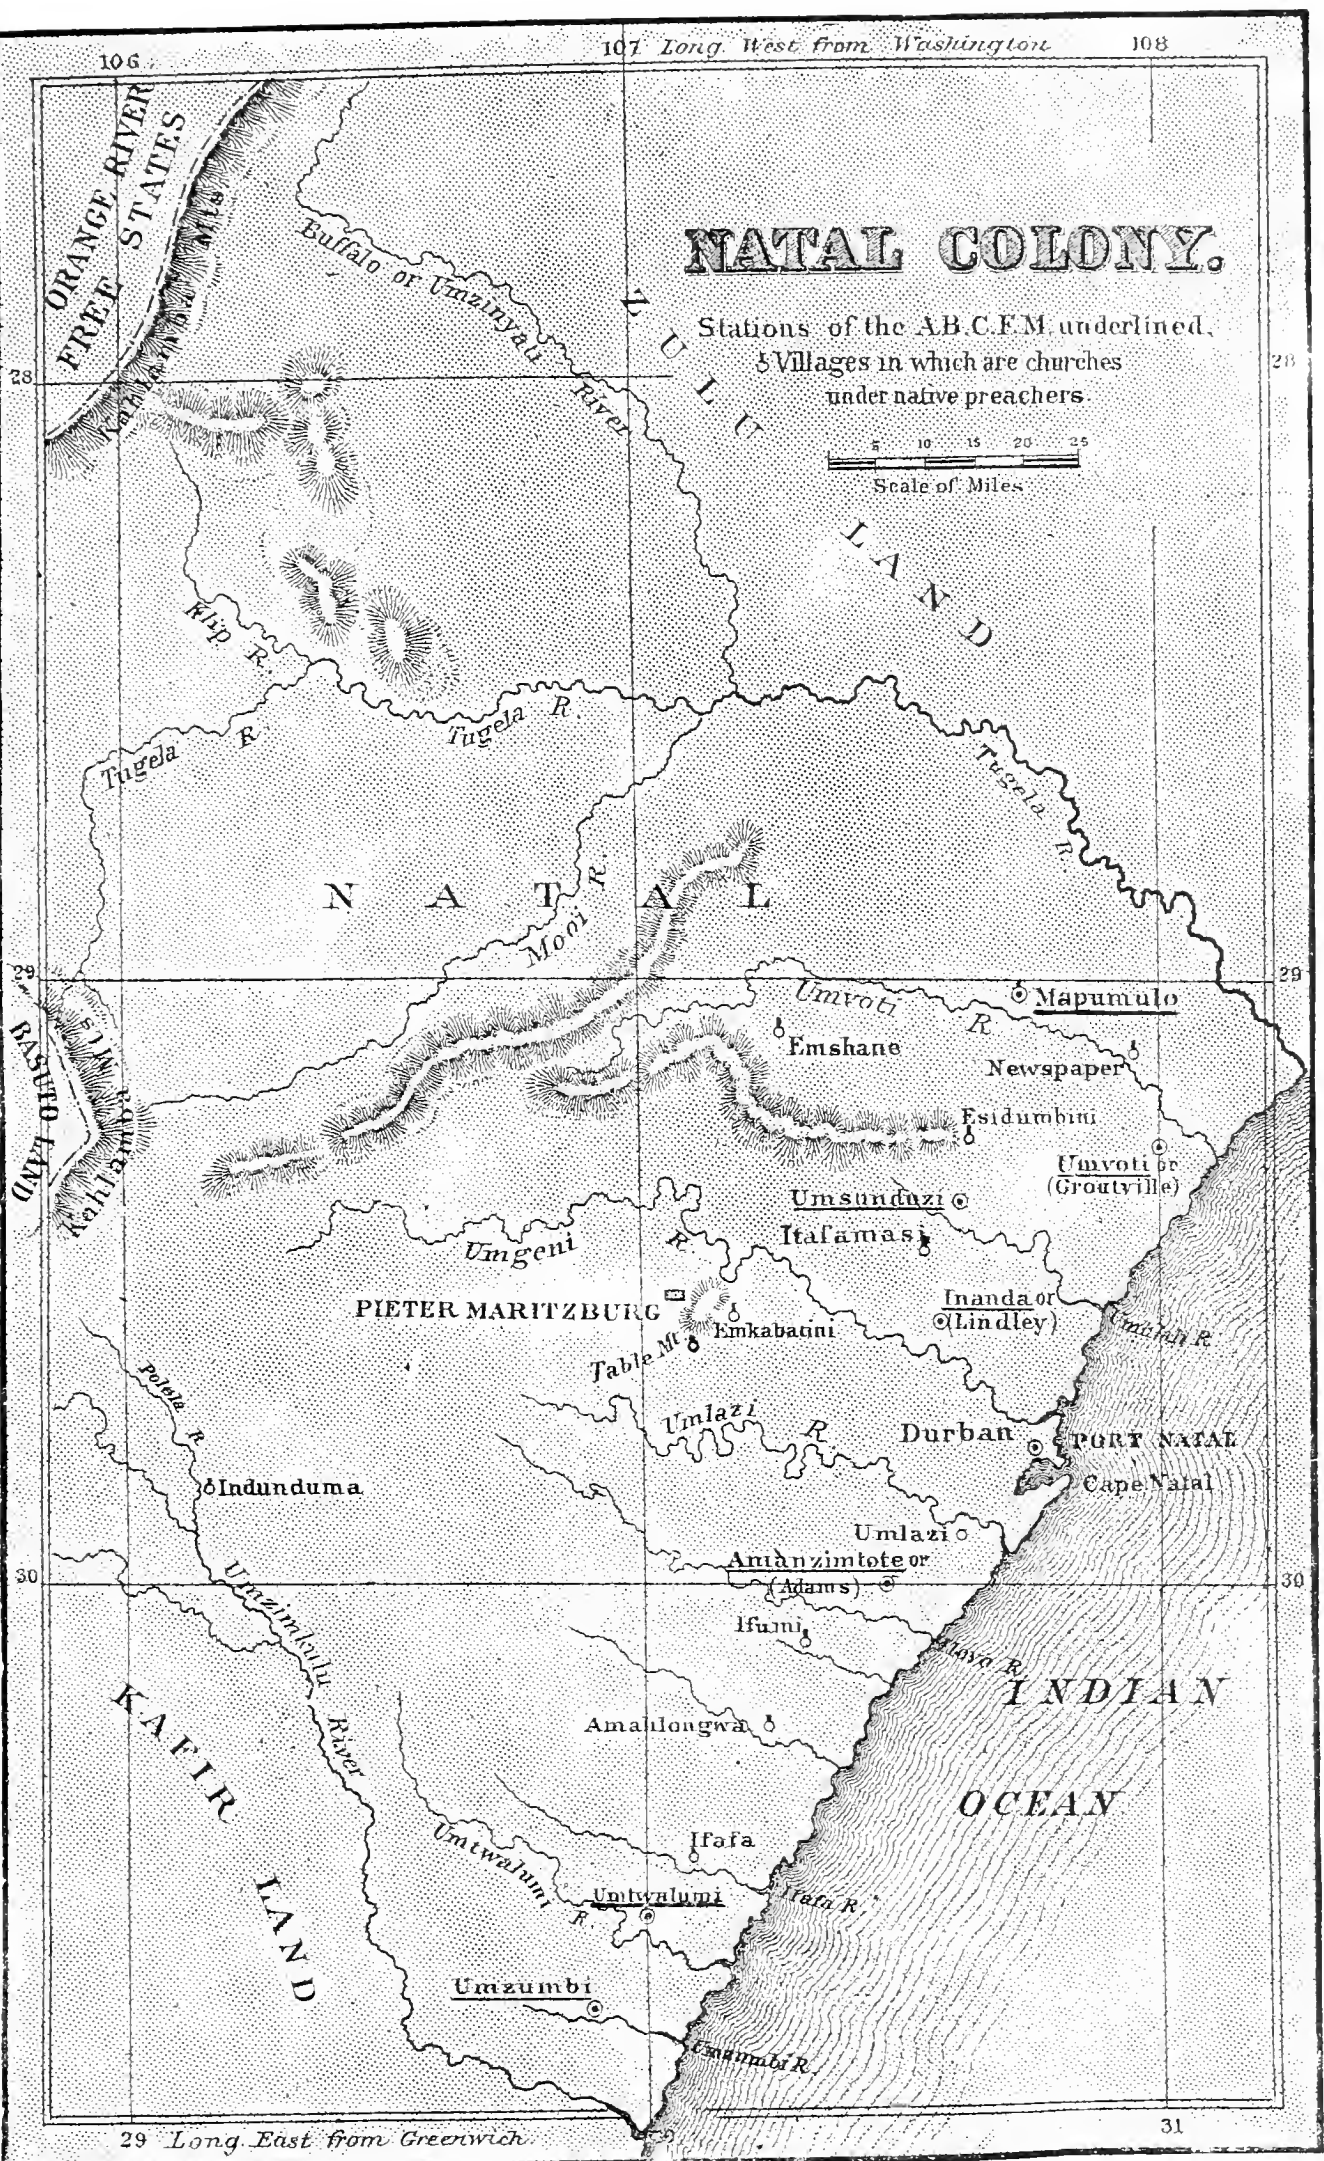 106
107 Long. West from Washington
108
ORANGE RIVER
FREE STATES
Kahlamba Mts
Buffalo or Umzinyati River
NATAL COLONY.
Stations of the A.B.C.F.M. underlined.
Villages in which are churches
under native preachers
5 10 15 20 25
Scale of Miles
ZULU LAND
28
28
Klip R.
Tugela R.
Tugela R.
Tugela R.
NATAL
Mooi R.
29
29
BASUTO LAND
Kahlamba Mts
Umvoti R.
Mapumulo
Emshane
Newspaper
Esidumbini
Umvoti or
(Groutville)
Umsunduzi
Itafamasi
Umgeni R.
PIETER MARITZBURG
Inanda or
(Lindley)
Emkabatini
Table Mt
Polela R.
Umlazi R.
Durban
PORT NATAL
Cape Natal
Indunduma
Umlazi
Amanzimtote or
(Adams)
30
30
Umzimkulu River
Ifumi
INDIAN
OCEAN
KAFIR LAND
Amahlongwa
Ifafa
Umtwalumi R.
Umtwalumi
Ifafa R.
Umzumbi
Umzumbi R.
29 Long. East from Greenwich.
31